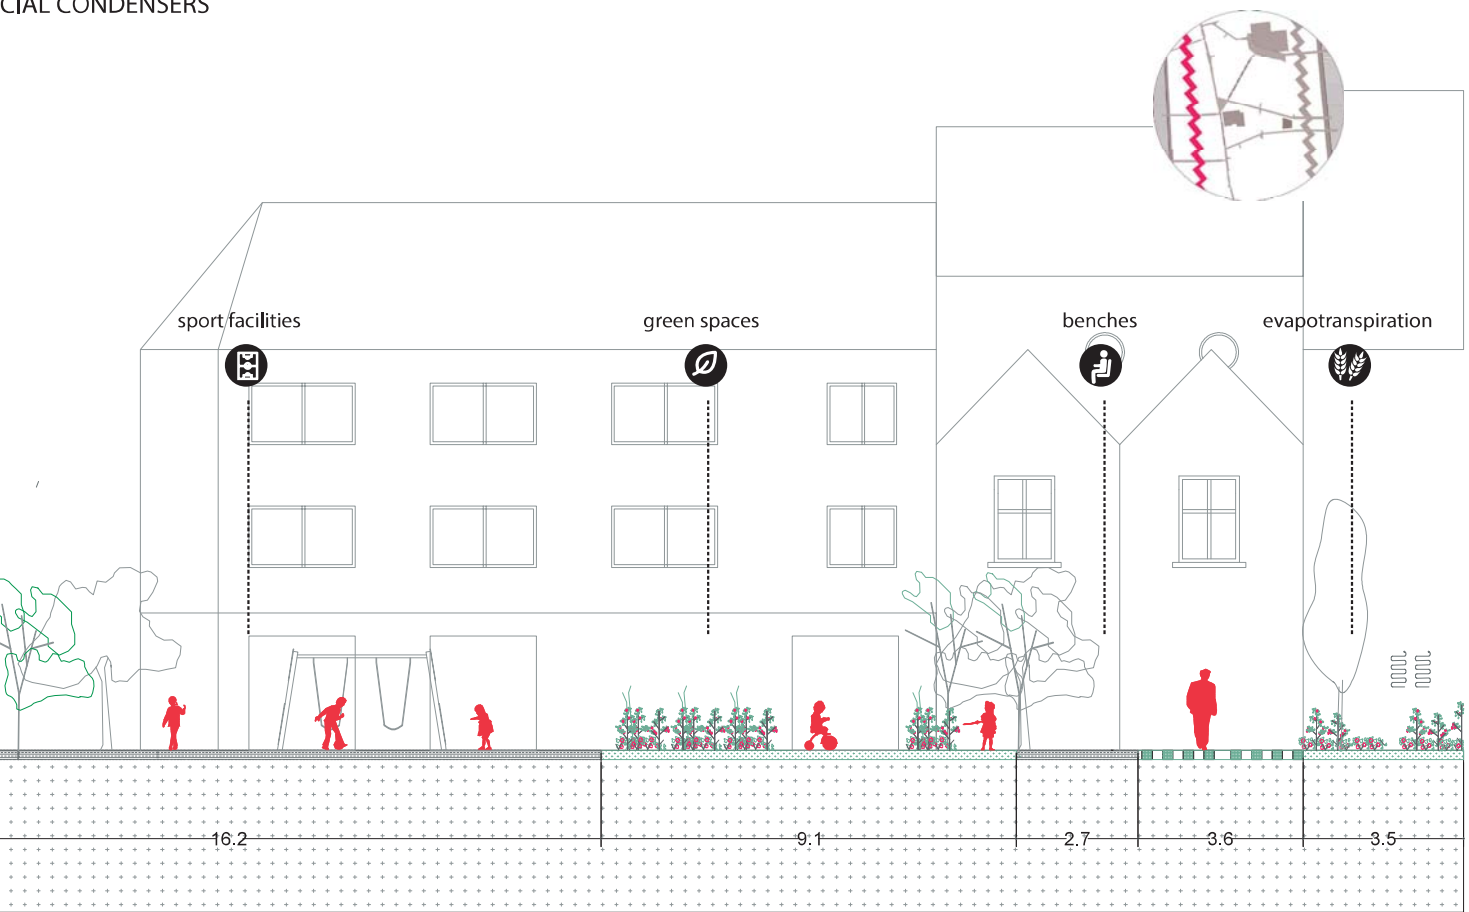 CIAL CONDENSERS
sport facilities
green spaces
benches
evapotranspiration
16.2
9.1
2.7
3.6
3.5